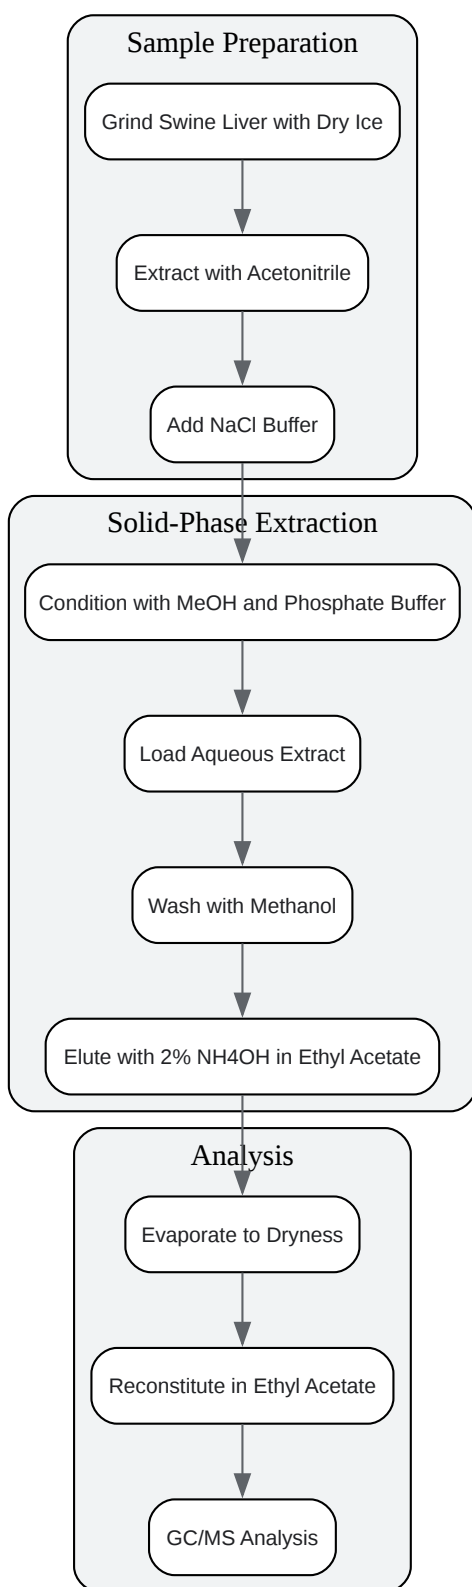 Sample Preparation
Grind Swine Liver with Dry Ice
Extract with Acetonitrile
Add NaCl Buffer
Solid-Phase Extraction
Condition with MeOH and Phosphate Buffer
Load Aqueous Extract
Wash with Methanol
Elute with 2% NH4OH in Ethyl Acetate
Analysis
Evaporate to Dryness
Reconstitute in Ethyl Acetate
GC/MS Analysis